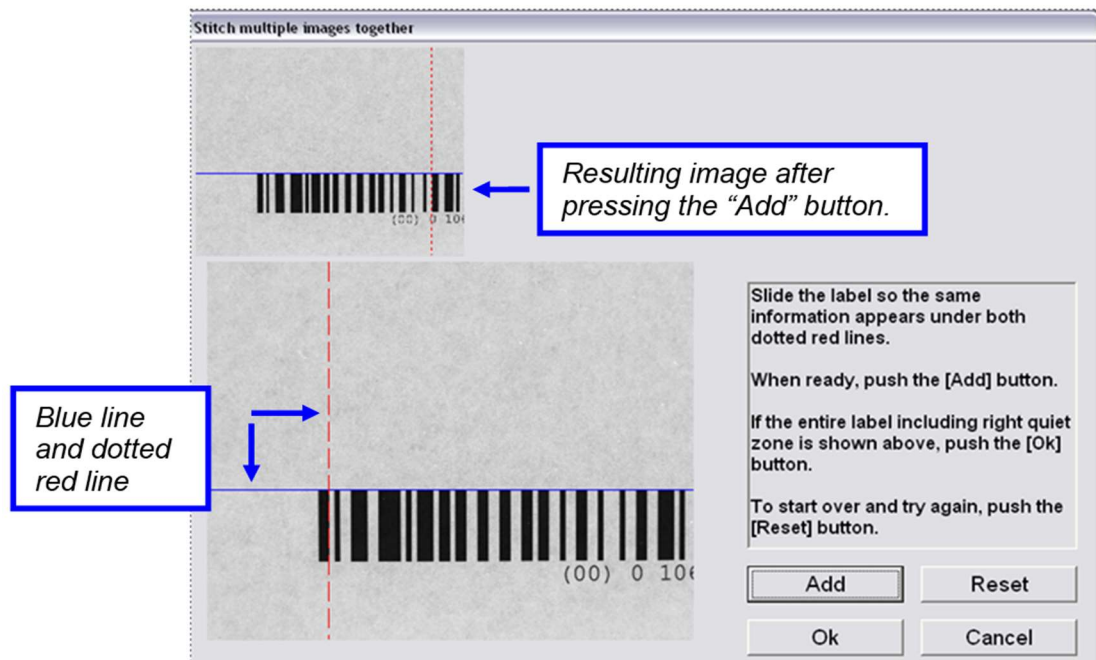 Stitch multiple images together
(00) 0 106
Resulting image after
pressing the “Add” button.
Blue line
and dotted
red line
(00) 0 106
Slide the label so the same
information appears under both
dotted red lines.
When ready, push the [Add] button.
If the entire label including right quiet
zone is shown above, push the [Ok]
button.
To start over and try again, push the
[Reset] button.
Add
Reset
Ok
Cancel